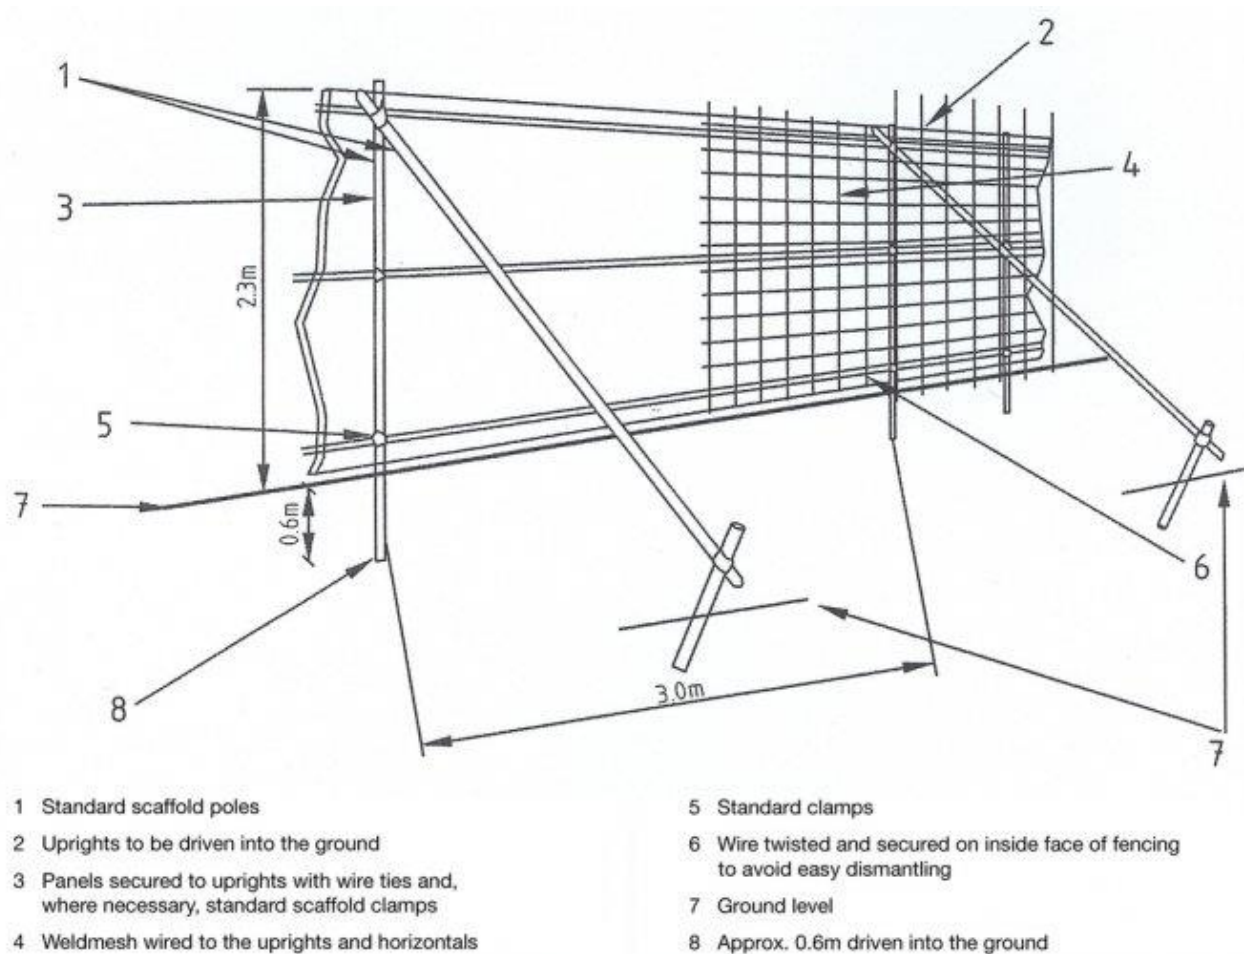 2
1
4
3
2.3m
5
7
0.6m
6
8
3.0m
7
1 Standard scaffold poles
2 Uprights to be driven into the ground
3 Panels secured to uprights with wire ties and,
where necessary, standard scaffold clamps
4 Weldmesh wired to the uprights and horizontals
5 Standard clamps
6 Wire twisted and secured on inside face of fencing
to avoid easy dismantling
7 Ground level
8 Approx. 0.6m driven into the ground